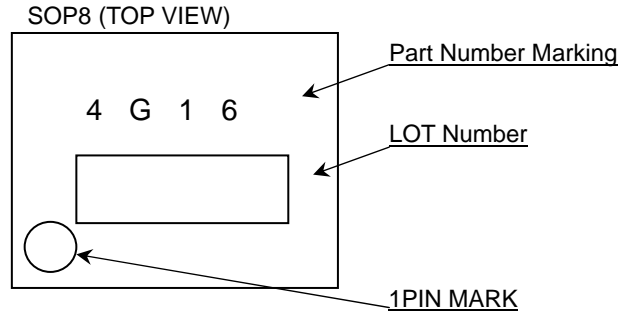 SOP8 (TOP VIEW)
Part Number Marking
4 G 1 6
LOT Number
1PIN MARK